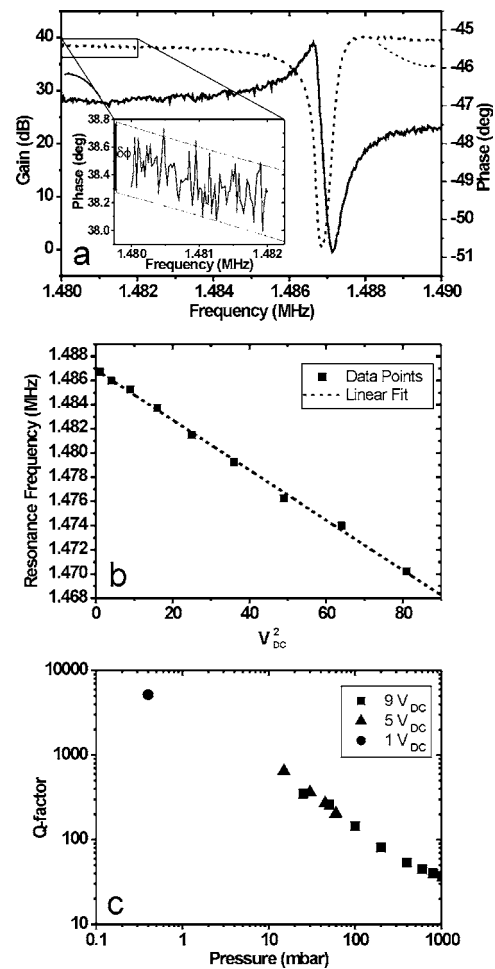 40
30
20
10
0
Gain (dB)
-45
-46
-47
-48
-49
-50
-51
Phase (deg)
38.8
38.6
38.4
38.2
38.0
Phase (deg)
δϕ
1.480 1.481 1.482
Frequency (MHz)
a
1.480 1.482 1.484 1.486 1.488 1.490
Frequency (MHz)
1.488
1.486
1.484
1.482
1.480
1.478
1.476
1.474
1.472
1.470
1.468
Resonance Frequency (MHz)
Data Points
Linear Fit
b
0 20 40 60 80
V²DC
10000
1000
100
10
Q-factor
9 VDC
5 VDC
1 VDC
c
0.1 1 10 100 1000
Pressure (mbar)